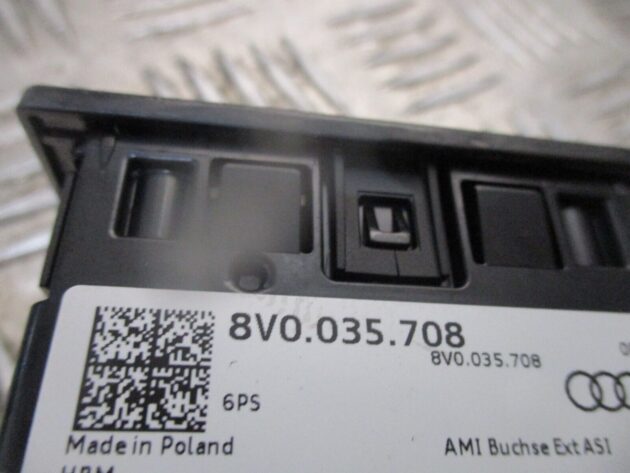 8V0.035.708
8V0.035.708
6PS
Made in Poland
AMI Buchse Ext ASI